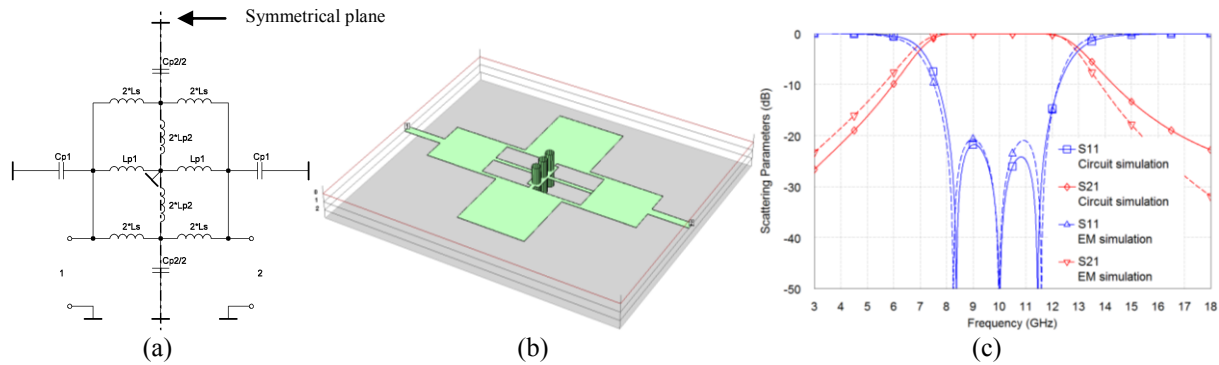 Symmetrical plane
Cp2/2
2*Ls
2*Ls
2*Lp2
Cp1
Lp1
Lp1
Cp1
2*Lp2
2*Ls
2*Ls
Cp2/2
1
2
(a)
(b)
Scattering Parameters (dB)
0
-10
-20
-30
-40
-50
S11
Circuit simulation
S21
Circuit simulation
S11
EM simulation
S21
EM simulation
3 4 5 6 7 8 9 10 11 12 13 14 15 16 17 18
Frequency (GHz)
(c)